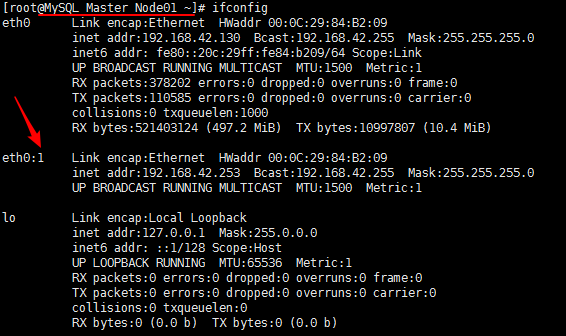 [root@MySQL Master Node01 ~]# ifconfig
eth0      Link encap:Ethernet  HWaddr 00:0C:29:84:B2:09
          inet addr:192.168.42.130  Bcast:192.168.42.255  Mask:255.255.255.0
          inet6 addr: fe80::20c:29ff:fe84:b209/64 Scope:Link
          UP BROADCAST RUNNING MULTICAST  MTU:1500  Metric:1
          RX packets:378202 errors:0 dropped:0 overruns:0 frame:0
          TX packets:110585 errors:0 dropped:0 overruns:0 carrier:0
          collisions:0 txqueuelen:1000
          RX bytes:521403124 (497.2 MiB)  TX bytes:10997807 (10.4 MiB)
eth0:1    Link encap:Ethernet  HWaddr 00:0C:29:84:B2:09
          inet addr:192.168.42.253  Bcast:192.168.42.255  Mask:255.255.255.0
          UP BROADCAST RUNNING MULTICAST  MTU:1500  Metric:1
lo        Link encap:Local Loopback
          inet addr:127.0.0.1  Mask:255.0.0.0
          inet6 addr: ::1/128 Scope:Host
          UP LOOPBACK RUNNING  MTU:65536  Metric:1
          RX packets:0 errors:0 dropped:0 overruns:0 frame:0
          TX packets:0 errors:0 dropped:0 overruns:0 carrier:0
          collisions:0 txqueuelen:0
          RX bytes:0 (0.0 b)  TX bytes:0 (0.0 b)